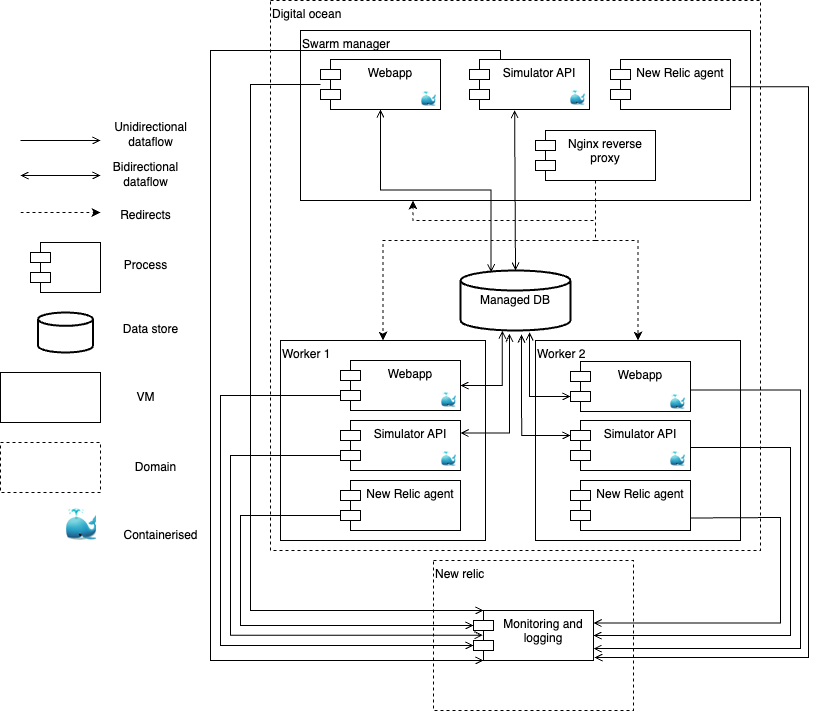 Digital ocean
Swarm manager
Webapp
Simulator API
New Relic agent
Nginx reverse
proxy
Unidirectional
dataflow
Bidirectional
dataflow
Redirects
Process
Data store
VM
Domain
Containerised
Managed DB
Worker 1
Webapp
Simulator API
New Relic agent
Worker 2
Webapp
Simulator API
New Relic agent
New relic
Monitoring and
logging